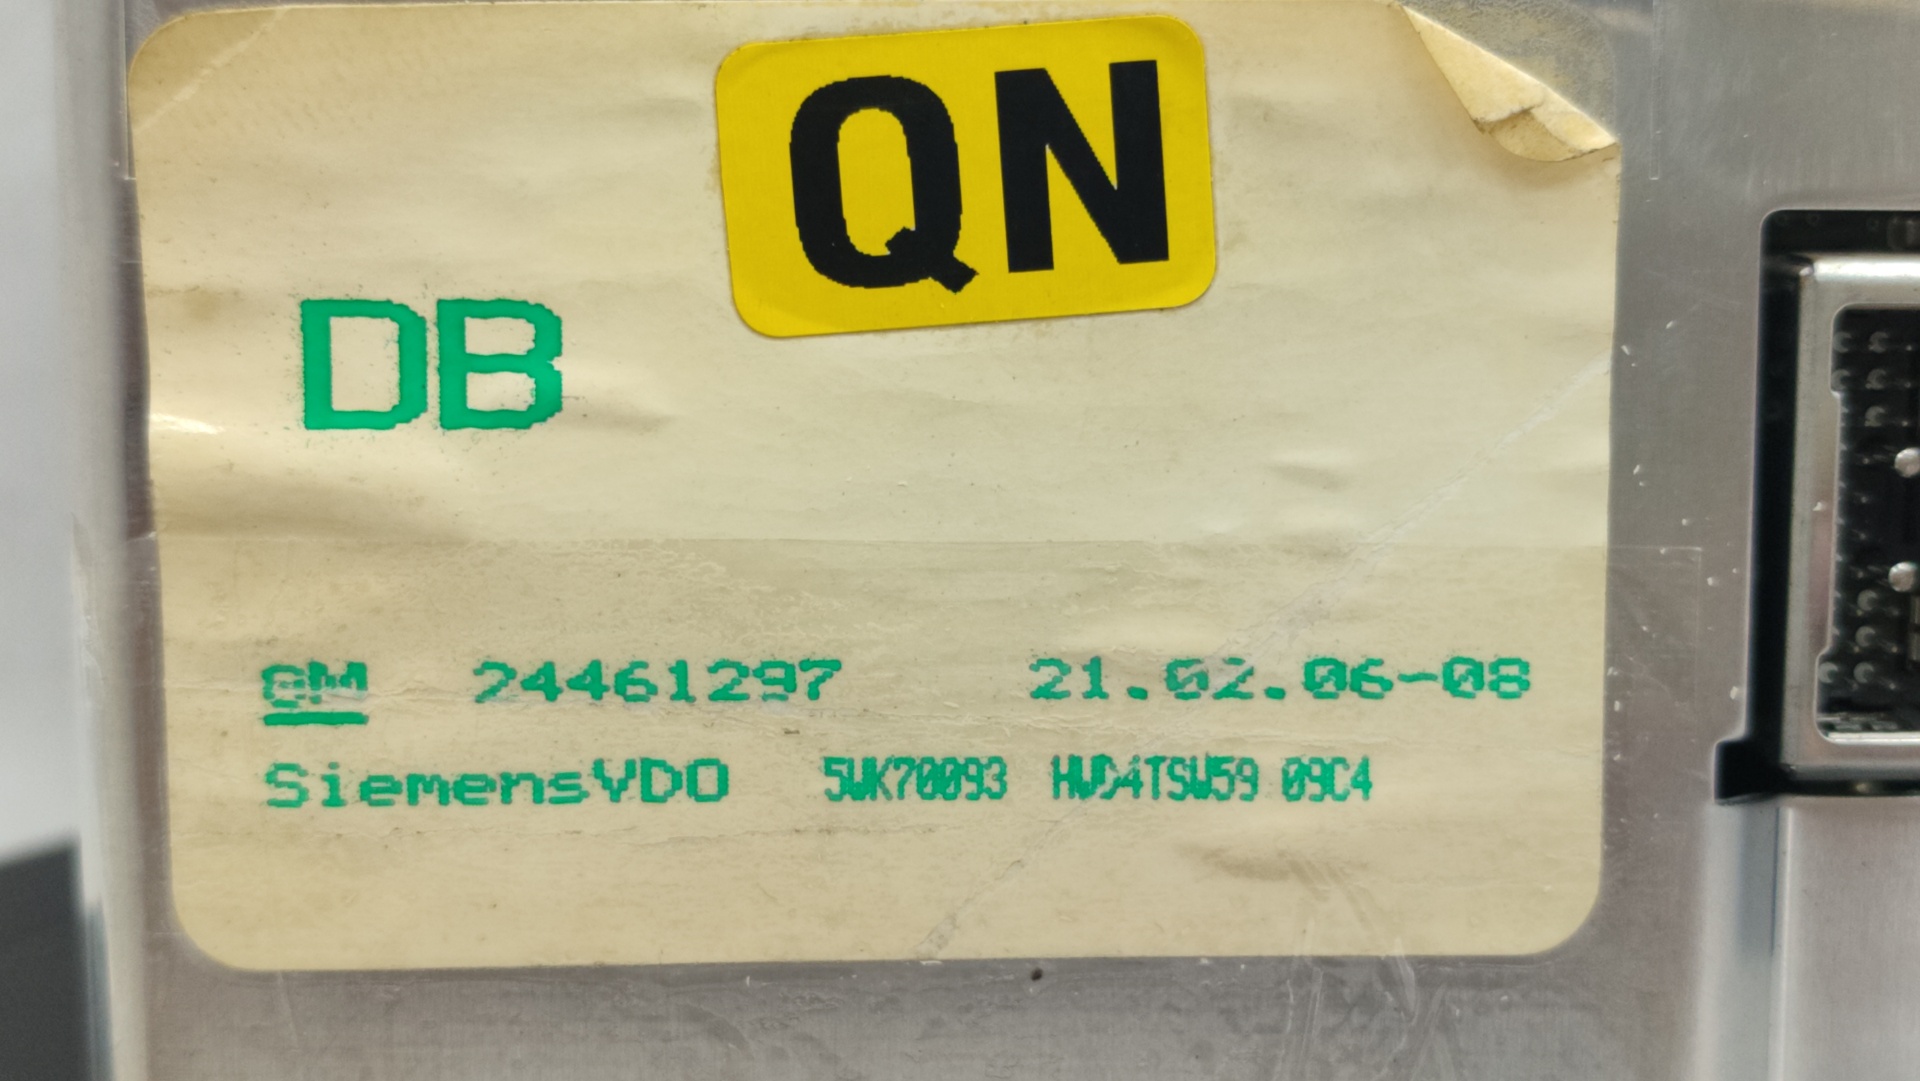 QN
DB
GM 24461297 21.02.06-08
SiemensVDO 5WK70093 HWD4TSW59 09C4